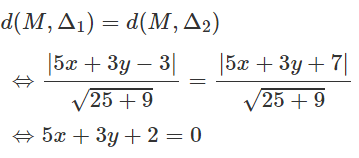 d(M, Δ₁) = d(M, Δ₂)
⇔ |5x + 3y − 3| / √(25 + 9) = |5x + 3y + 7| / √(25 + 9)
⇔ 5x + 3y + 2 = 0